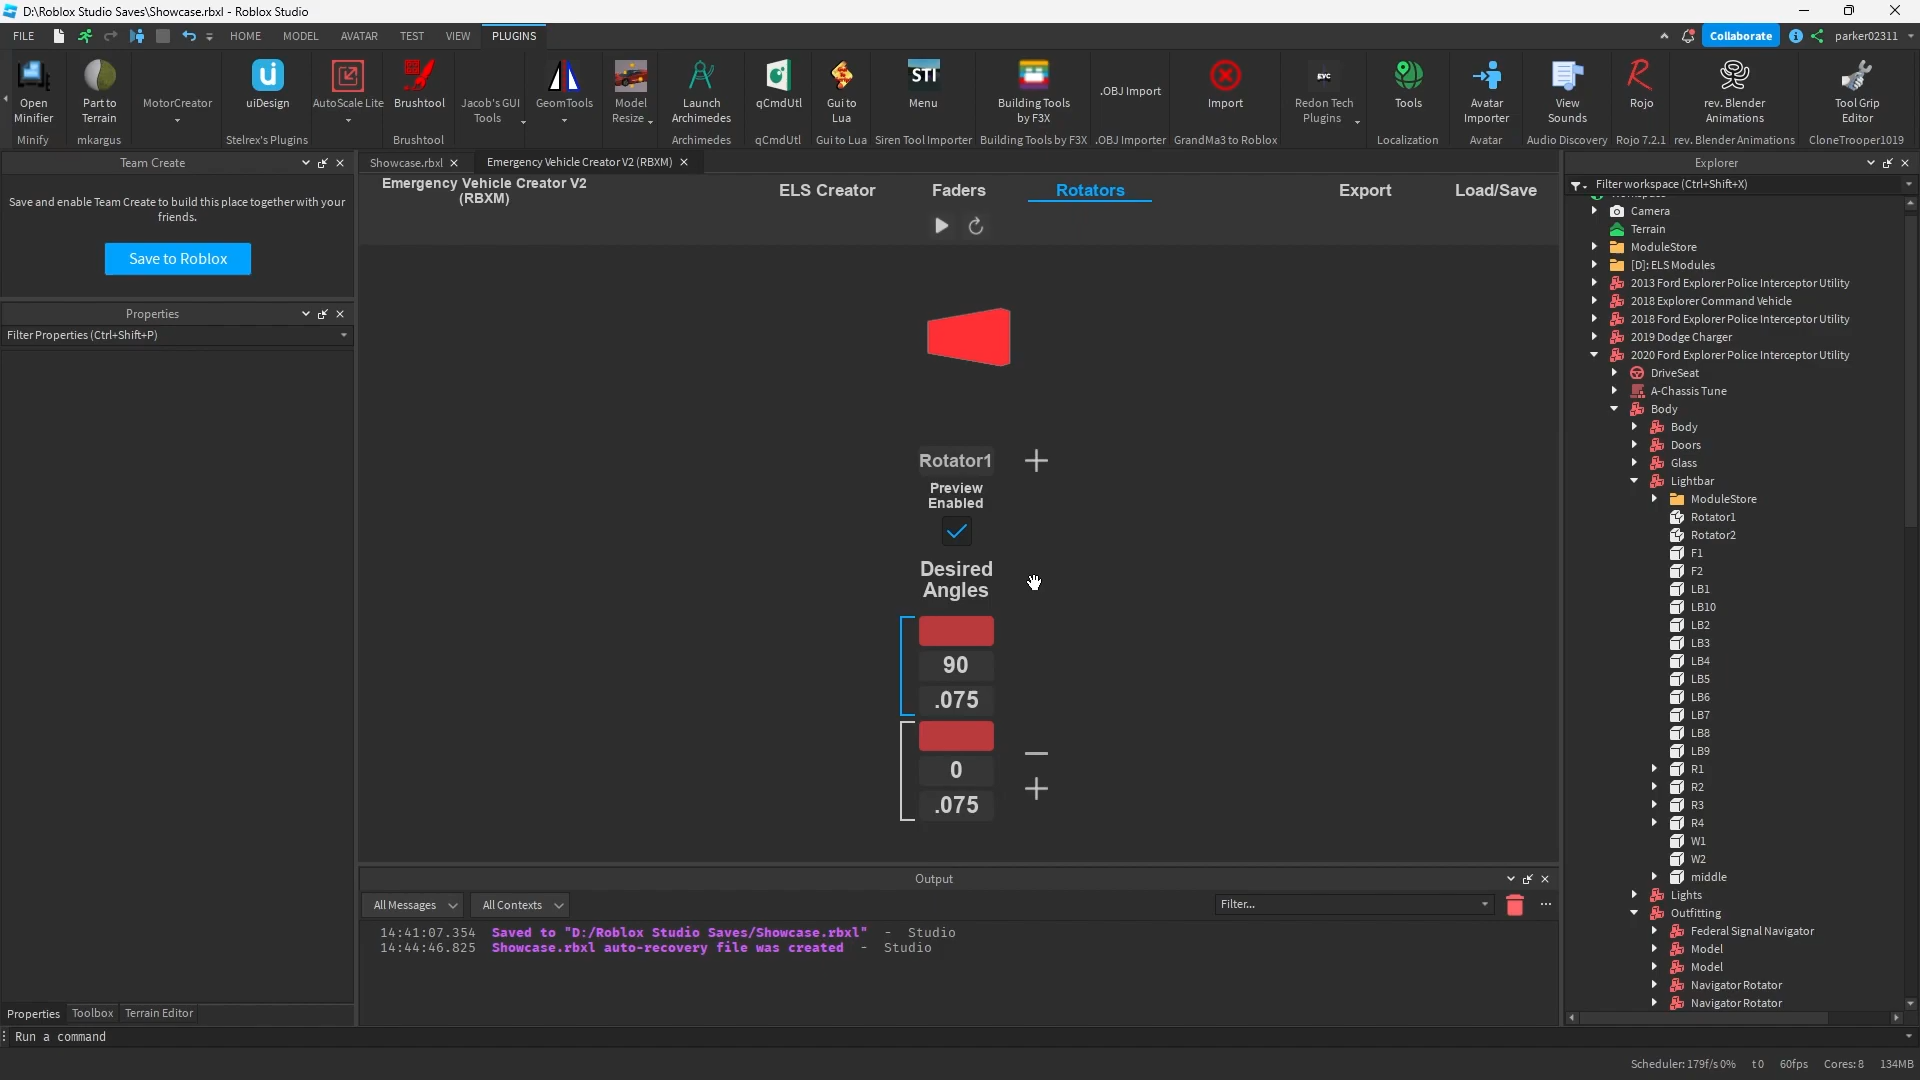 D:\Roblox Studio Saves\Showcase.rbxl - Roblox Studio
FILE HOME MODEL AVATAR TEST VIEW PLUGINS Collaborate parker02311
Open Minifier
Minify
Part to Terrain
mkargus
MotorCreator
uiDesign
Stelrex's Plugins
AutoScale Lite
Brushtool
Brushtool
Jacob's GUI Tools
GeomTools
Model Resize
Launch Archimedes
Archimedes
qCmdUtl
qCmdUtl
Gui to Lua
Gui to Lua
STI
Menu
Siren Tool Importer
Building Tools by F3X
Building Tools by F3X
.OBJ Import
.OBJ Importer
Import
GrandMa3 to Roblox
EVC
Redon Tech Plugins
Tools
Localization
Avatar Importer
Avatar
View Sounds
Audio Discovery
Rojo
Rojo 7.2.1
rev. Blender Animations
rev. Blender Animations
Tool Grip Editor
CloneTrooper1019
Team Create
Save and enable Team Create to build this place together with your
friends.
Save to Roblox
Properties
Filter Properties (Ctrl+Shift+P)
Properties Toolbox Terrain Editor
Showcase.rbxl
Emergency Vehicle Creator V2 (RBXM)
Emergency Vehicle Creator V2
(RBXM)
ELS Creator
Faders
Rotators
Export
Load/Save
Rotator1
Preview
Enabled
Desired
Angles
90
.075
0
.075
Output
All Messages
All Contexts
Filter...
14:41:07.354 Saved to "D:/Roblox Studio Saves/Showcase.rbxl" - Studio
14:44:46.825 Showcase.rbxl auto-recovery file was created - Studio
Explorer
Filter workspace (Ctrl+Shift+X)
Camera
Terrain
ModuleStore
[D]: ELS Modules
2013 Ford Explorer Police Interceptor Utility
2018 Explorer Command Vehicle
2018 Ford Explorer Police Interceptor Utility
2019 Dodge Charger
2020 Ford Explorer Police Interceptor Utility
DriveSeat
A-Chassis Tune
Body
Body
Doors
Glass
Lightbar
ModuleStore
Rotator1
Rotator2
F1
F2
LB1
LB10
LB2
LB3
LB4
LB5
LB6
LB7
LB8
LB9
R1
R2
R3
R4
W1
W2
middle
Lights
Outfitting
Federal Signal Navigator
Model
Model
Navigator Rotator
Navigator Rotator
Run a command
Scheduler: 179f/s 0% t0 60fps Cores: 8 134MB